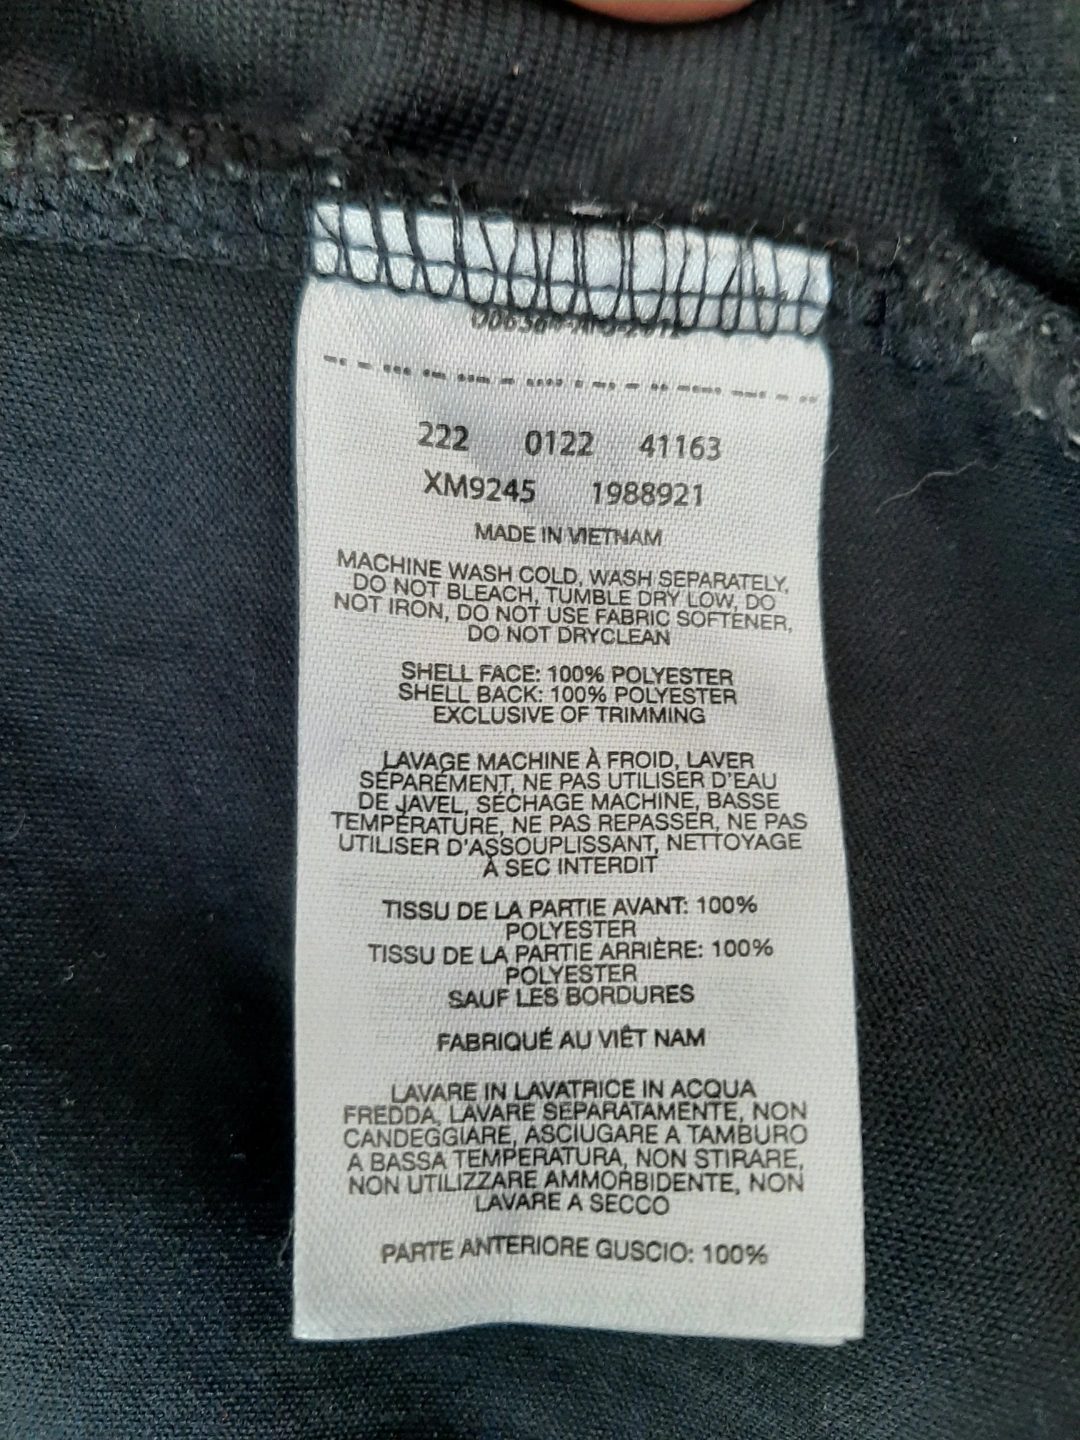 222 0122 41163
XM9245 1988921
MADE IN VIETNAM
MACHINE WASH COLD, WASH SEPARATELY,
DO NOT BLEACH, TUMBLE DRY LOW, DO
NOT IRON, DO NOT USE FABRIC SOFTENER,
DO NOT DRYCLEAN
SHELL FACE: 100% POLYESTER
SHELL BACK: 100% POLYESTER
EXCLUSIVE OF TRIMMING
LAVAGE MACHINE À FROID, LAVER
SÉPARÉMENT, NE PAS UTILISER D'EAU
DE JAVEL, SÉCHAGE MACHINE, BASSE
TEMPÉRATURE, NE PAS REPASSER, NE PAS
UTILISER D'ASSOUPLISSANT, NETTOYAGE
À SEC INTERDIT
TISSU DE LA PARTIE AVANT: 100%
POLYESTER
TISSU DE LA PARTIE ARRIÈRE: 100%
POLYESTER
SAUF LES BORDURES
FABRIQUÉ AU VIÊT NAM
LAVARE IN LAVATRICE IN ACQUA
FREDDA, LAVARE SEPARATAMENTE, NON
CANDEGGIARE, ASCIUGARE A TAMBURO
A BASSA TEMPERATURA, NON STIRARE,
NON UTILIZZARE AMMORBIDENTE, NON
LAVARE A SECCO
PARTE ANTERIORE GUSCIO: 100%